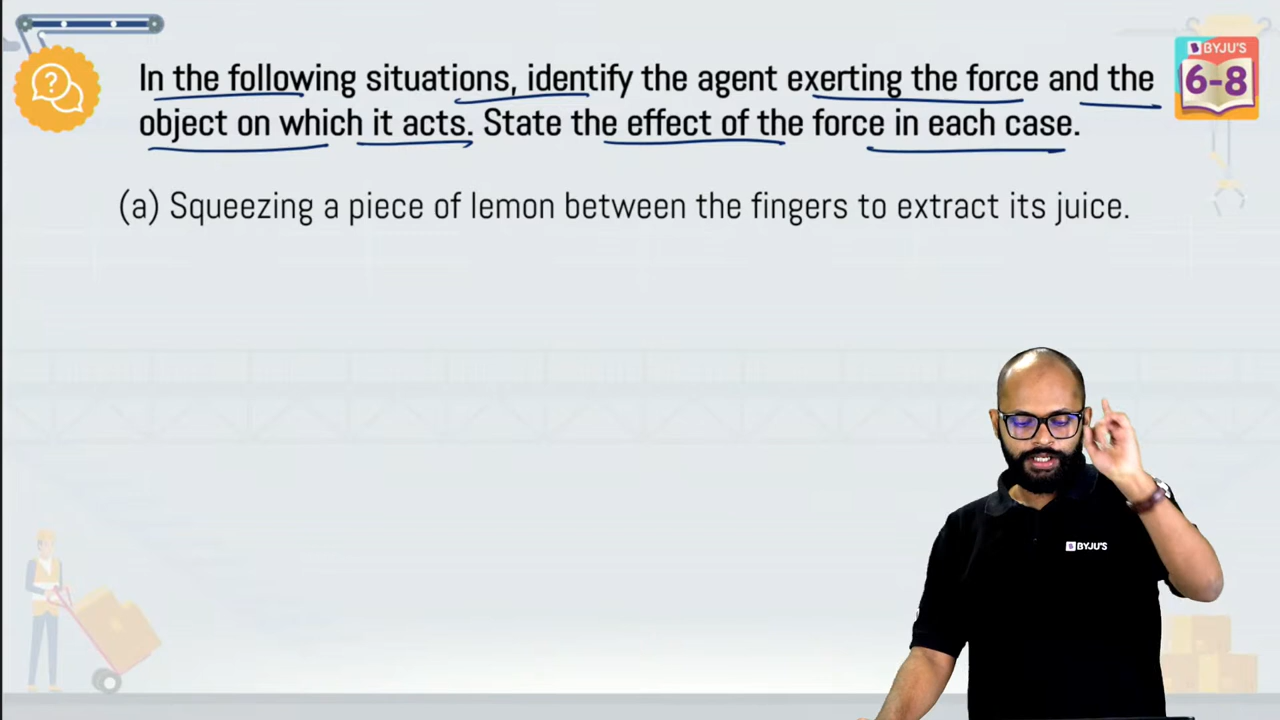 In the following situations, identify the agent exerting the force and the
object on which it acts. State the effect of the force in each case.
(a) Squeezing a piece of lemon between the fingers to extract its juice.
BYJU'S
6-8
BYJU'S